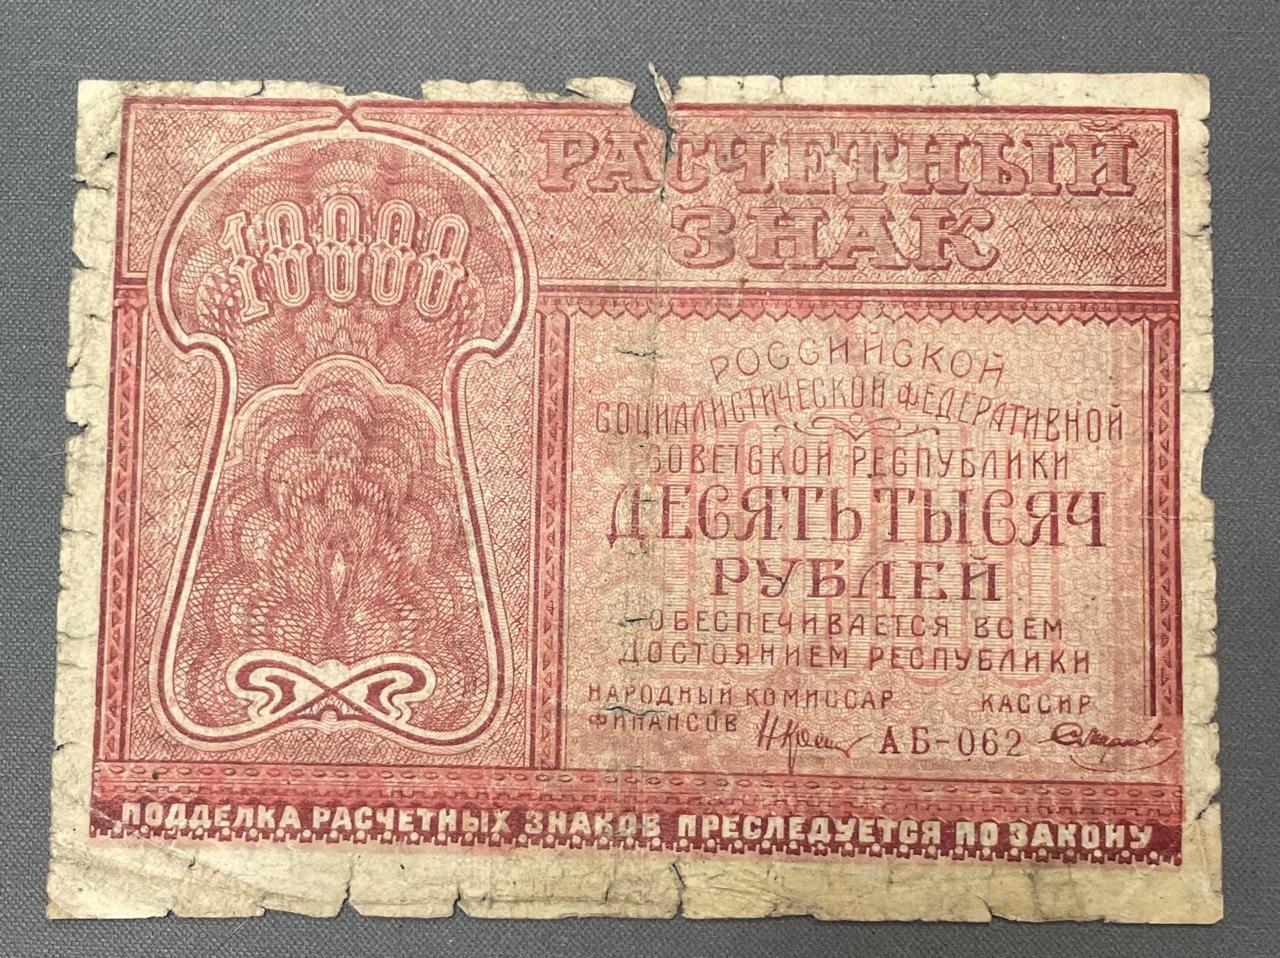 РАСЧЕТНЫЙ
ЗНАК
10000
10000
РОССИЙСКОЙ
СОЦИАЛИСТИЧЕСКОЙ ФЕДЕРАТИВНОЙ
СОВЕТСКОЙ РЕСПУБЛИКИ
ДЕСЯТЬ ТЫСЯЧ
РУБЛЕЙ
ОБЕСПЕЧИВАЕТСЯ ВСЕМ
ДОСТОЯНИЕМ РЕСПУБЛИКИ
НАРОДНЫЙ КОМИССАР КАССИР
ФИНАНСОВ АБ-062
ПОДДЕЛКА РАСЧЕТНЫХ ЗНАКОВ ПРЕСЛЕДУЕТСЯ ПО ЗАКОНУ